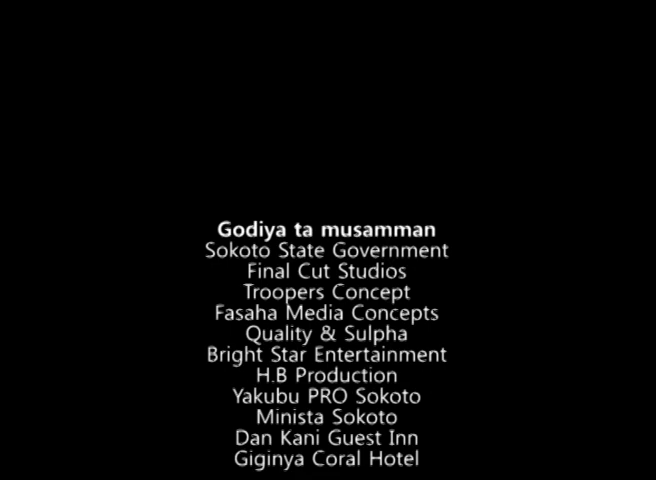 Godiya ta musamman
Sokoto State Government
Final Cut Studios
Troopers Concept
Fasaha Media Concepts
Quality & Sulpha
Bright Star Entertainment
H.B Production
Yakubu PRO Sokoto
Minista Sokoto
Dan Kani Guest Inn
Giginya Coral Hotel